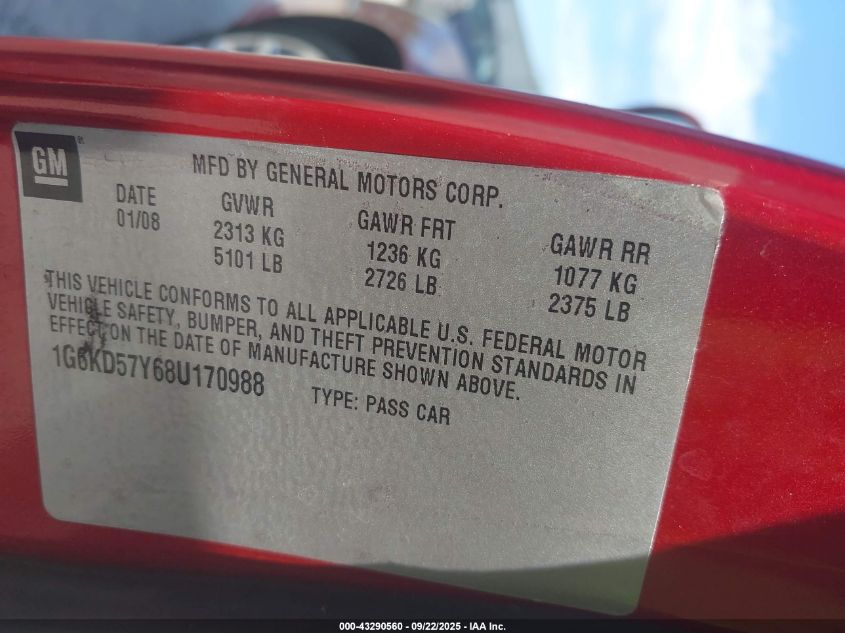 GM
MFD BY GENERAL MOTORS CORP.
DATE GVWR GAWR FRT GAWR RR
01/08 2313 KG 1236 KG 1077 KG
5101 LB 2726 LB 2375 LB
THIS VEHICLE CONFORMS TO ALL APPLICABLE U.S. FEDERAL MOTOR
VEHICLE SAFETY, BUMPER, AND THEFT PREVENTION STANDARDS IN
EFFECT ON THE DATE OF MANUFACTURE SHOWN ABOVE.
1G6KD57Y68U170988 TYPE: PASS CAR
000-43290560 - 09/22/2025 - IAA Inc.